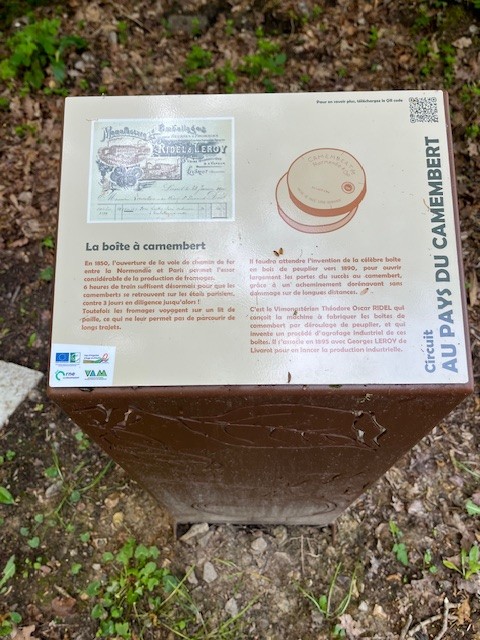 Pour en savoir plus, téléchargez le QR code
Manufacture
Emballages
RIDEL & LEROY
La boîte à camembert
En 1850, l'ouverture de la voie de chemin de fer
entre la Normandie et Paris permet l'essor
considérable de la production de fromages.
6 heures de train suffisent désormais pour que les
camemberts se retrouvent sur les étals parisiens,
contre 3 jours en diligence jusqu'alors !
Toutefois les fromages voyagent sur un lit de
paille, ce qui ne leur permet pas de parcourir de
longs trajets.
CAMEMBERT
Il faudra attendre l'invention de la célèbre boîte
en bois de peuplier vers 1890, pour ouvrir
largement les portes du succès au camembert,
grâce à un acheminement dorénavant sans
dommage sur de longues distances.
C'est le Vimonastérien Théodore Oscar RIDEL qui
conçoit la machine à fabriquer les boîtes de
camembert par déroulage de peuplier, et qui
invente un procédé d'agrafage industriel de ces
boîtes. Il s'associe en 1895 avec Georges LEROY de
Livarot pour en lancer la production industrielle.
Circuit
AU PAYS DU CAMEMBERT